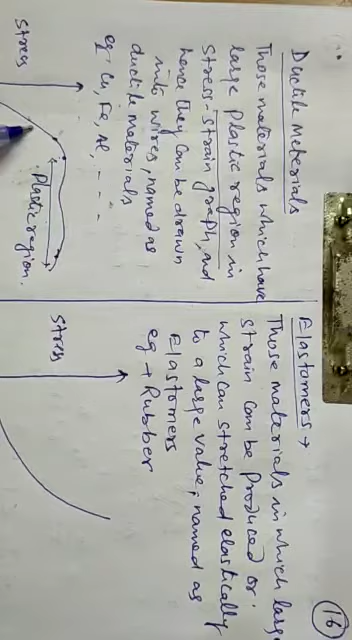 Ductile Materials
Those materials which have
large Plastic region in
Stress-Strain graph, and
hence they can be drawn
into wires, named as
ductile materials
eg: Cu, Fe, Al, - - - -
Stress
Plastic region.
16
Elastomers →
Those materials in which large
Strain can be produced or
which can stretched elastically
to a large value, named as
Elastomers
eg → Rubber
Stress